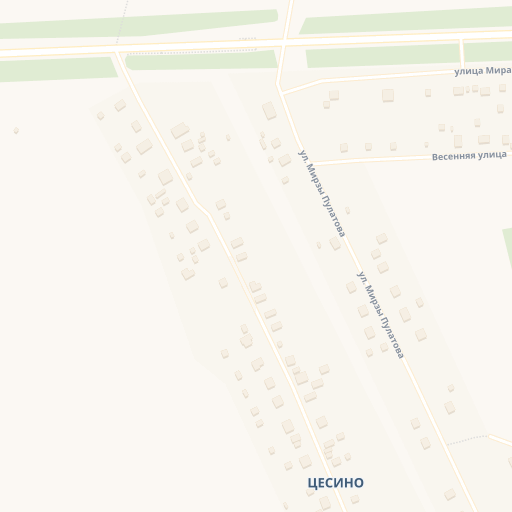 улица Мира
Весенняя улица
ул. Мирзы Пулатова
ул. Мирзы Пулатова
ЦЕСИНО